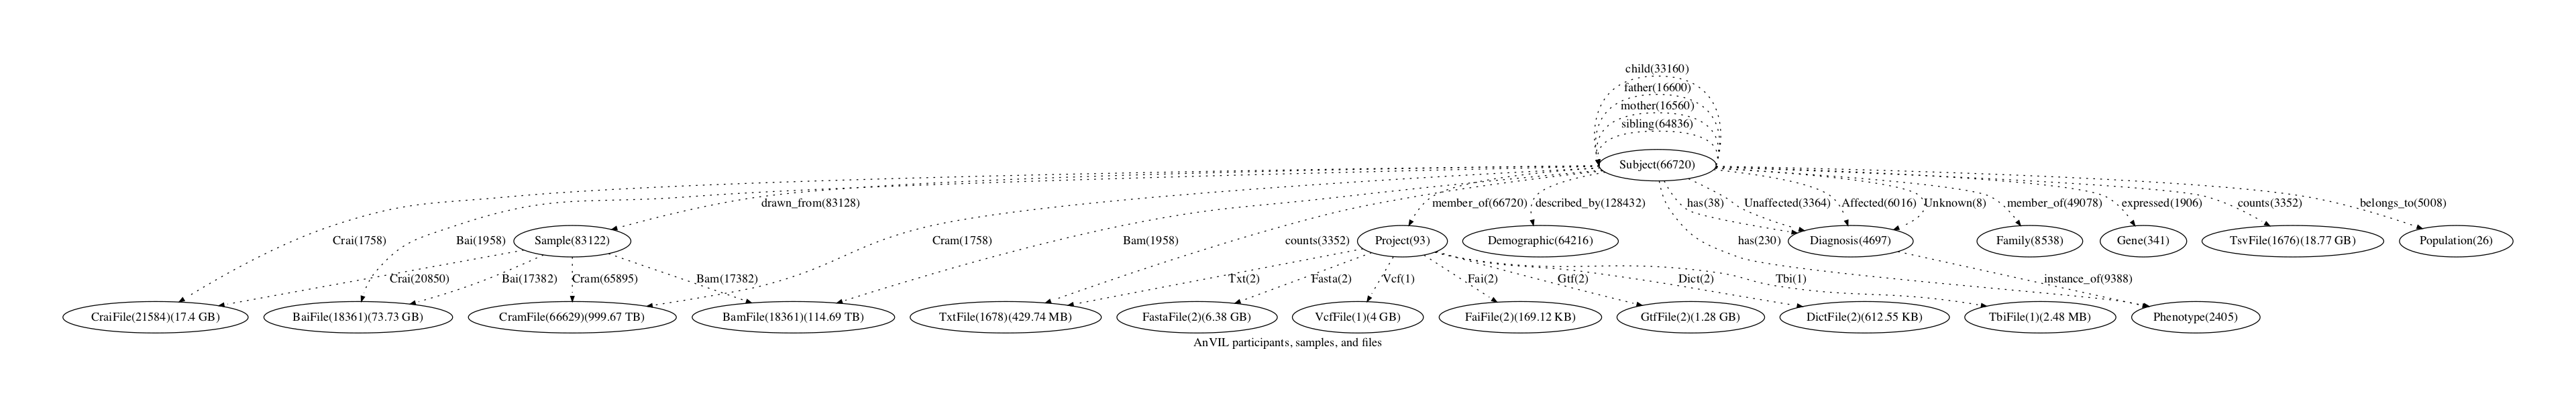 child(33160)
father(16600)
mother(16560)
sibling(64836)
Subject(66720)
drawn_from(83128)
member_of(66720)
described_by(128432)
has(38)
Unaffected(3364)
Affected(6016)
Unknown(8)
member_of(49078)
expressed(1906)
counts(3352)
belongs_to(5008)
Crai(1758)
Bai(1958)
Sample(83122)
Cram(1758)
Bam(1958)
counts(3352)
Project(93)
Demographic(64216)
has(230)
Diagnosis(4697)
Family(8538)
Gene(341)
TsvFile(1676)(18.77 GB)
Population(26)
Crai(20850)
Bai(17382)
Cram(65895)
Bam(17382)
Txt(2)
Fasta(2)
Vcf(1)
Fai(2)
Gtf(2)
Dict(2)
Tbi(1)
instance_of(9388)
CraiFile(21584)(17.4 GB)
BaiFile(18361)(73.73 GB)
CramFile(66629)(999.67 TB)
BamFile(18361)(114.69 TB)
TxtFile(1678)(429.74 MB)
FastaFile(2)(6.38 GB)
VcfFile(1)(4 GB)
FaiFile(2)(169.12 KB)
GtfFile(2)(1.28 GB)
DictFile(2)(612.55 KB)
TbiFile(1)(2.48 MB)
Phenotype(2405)
AnVIL participants, samples, and files